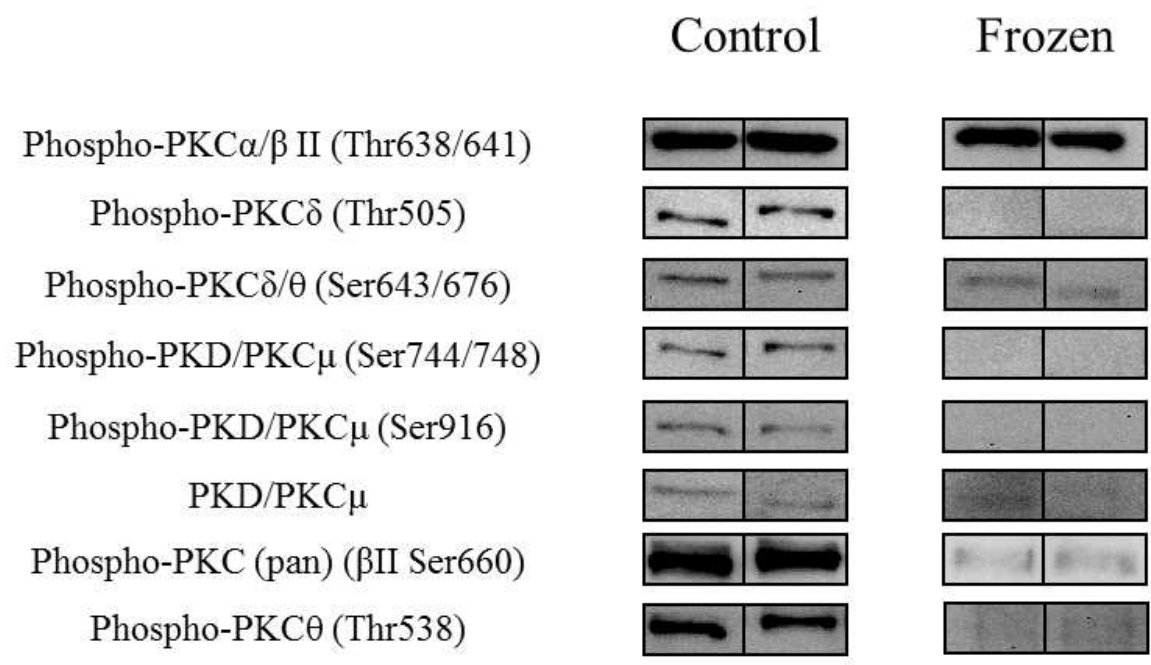 Control Frozen
Phospho-PKCα/β II (Thr638/641)
Phospho-PKCδ (Thr505)
Phospho-PKCδ/θ (Ser643/676)
Phospho-PKD/PKCμ (Ser744/748)
Phospho-PKD/PKCμ (Ser916)
PKD/PKCμ
Phospho-PKC (pan) (βII Ser660)
Phospho-PKCθ (Thr538)